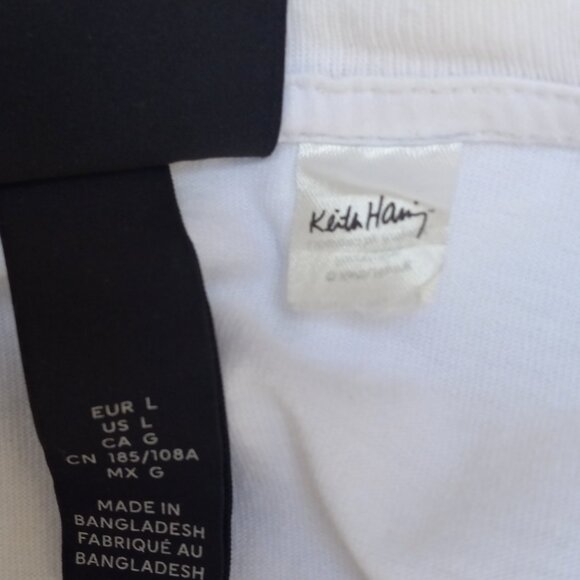 Keith Haring
EUR L
US L
CA G
CN 185/108A
MX G
MADE IN
BANGLADESH
FABRIQUÉ AU
BANGLADESH